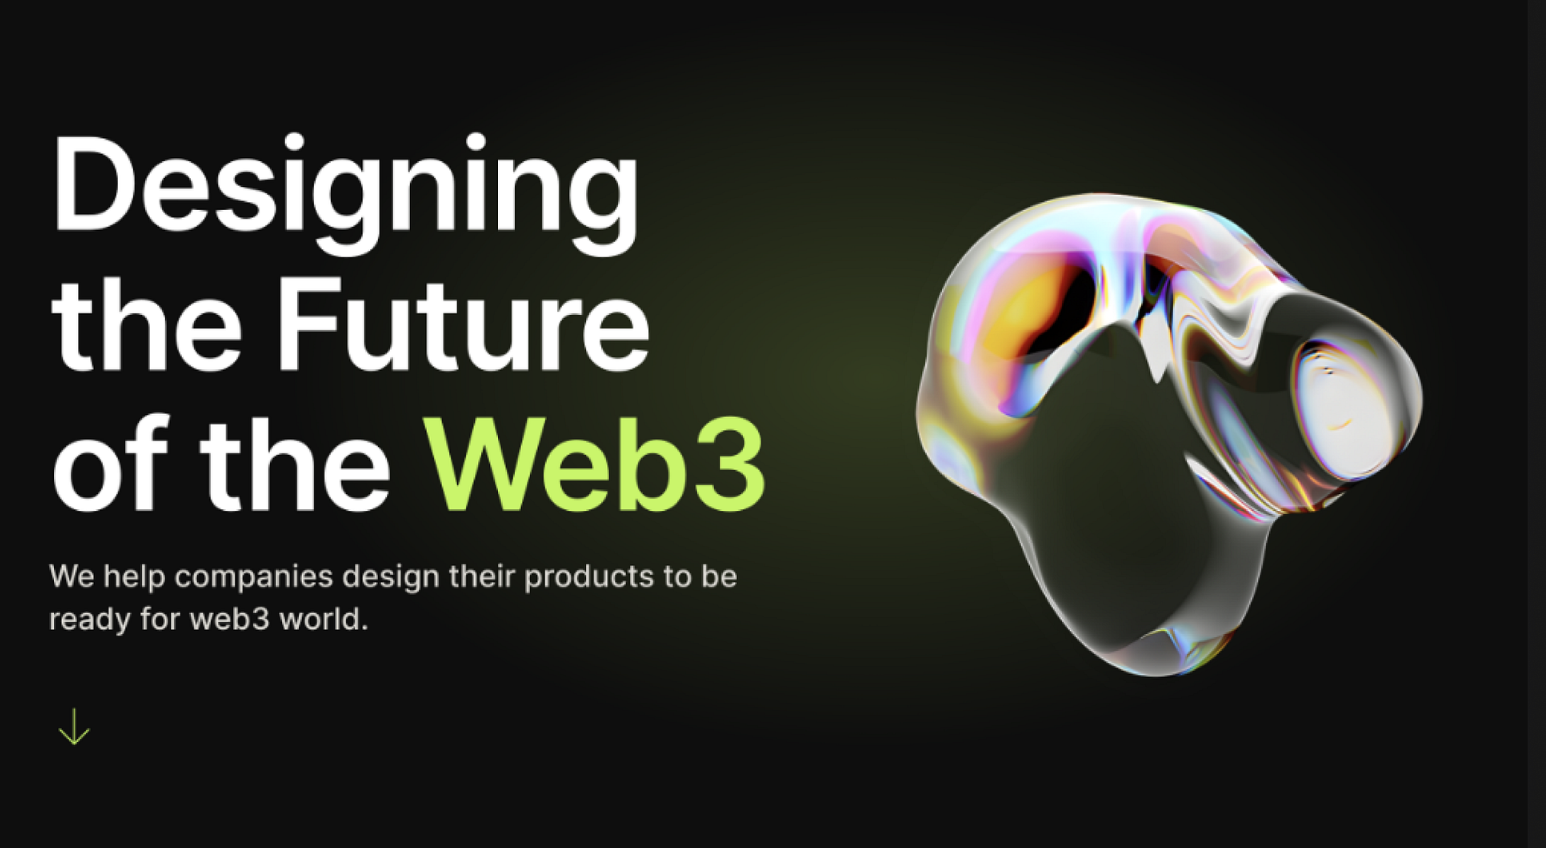 Designing
the Future
of the Web3
We help companies design their products to be
ready for web3 world.